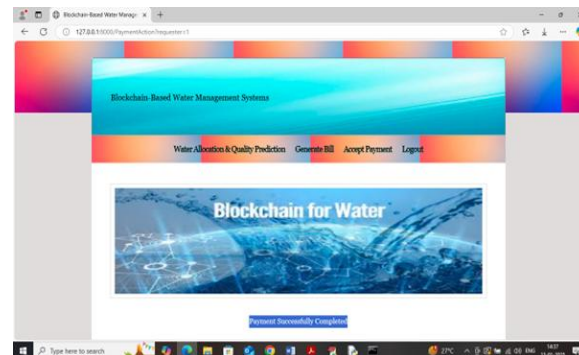 Blockchain-Based Water Manage
127.0.0.1:8000/PaymentAction?requester=1
Blockchain-Based Water Management Systems
Water Allocation & Quality Prediction Generate Bill Accept Payment Logout
Blockchain for Water
Payment Successfully Completed
Type here to search
27°C
ENG
14:07